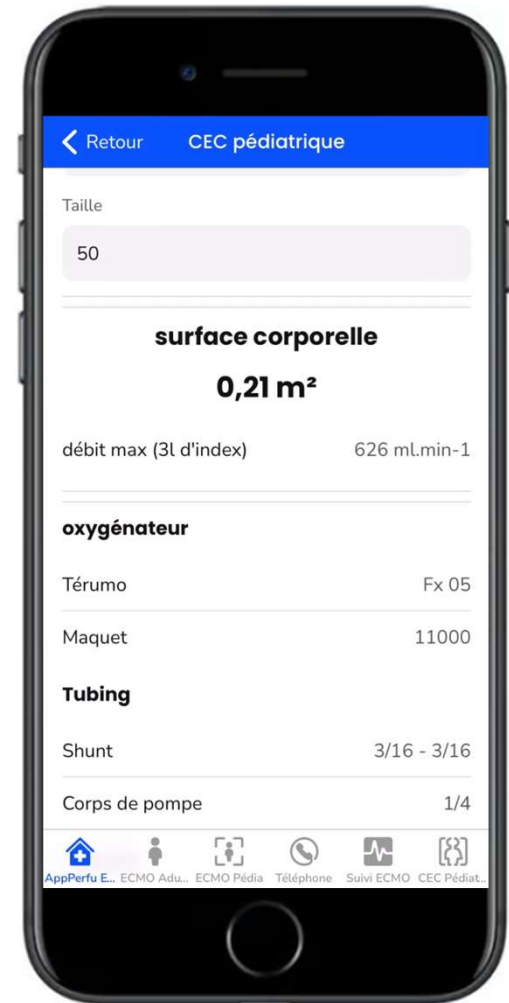 Retour CEC pédiatrique
Taille
50
surface corporelle
0,21 m²
débit max (3l d'index) 626 ml.min-1
oxygénateur
Térumo Fx 05
Maquet 11000
Tubing
Shunt 3/16 - 3/16
Corps de pompe 1/4
AppPerfu E... ECMO Adu... ECMO Pédia Téléphone Suivi ECMO CEC Pédiat...